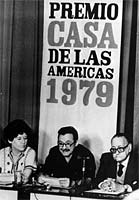 PREMIO
CASA
DE LAS
AMERICAS
1979